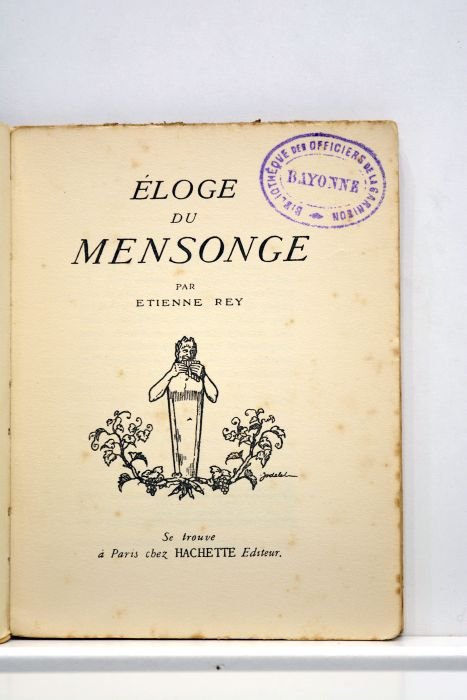 BIBLIOTHÈQUE DES OFFICIERS DE LA GARNISON
BAYONNE
ÉLOGE
DU
MENSONGE
PAR
ETIENNE REY
Se trouve
à Paris chez HACHETTE Editeur.